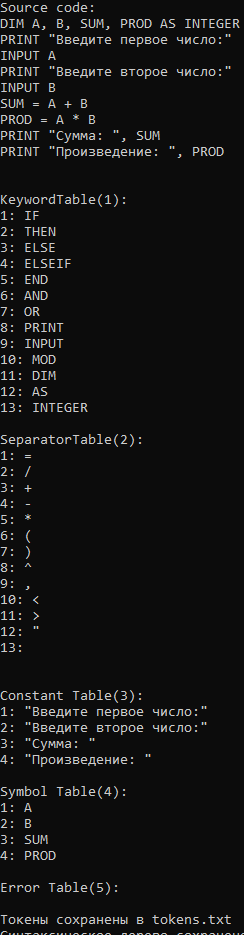 Source code:
DIM A, B, SUM, PROD AS INTEGER
PRINT "Введите первое число:"
INPUT A
PRINT "Введите второе число:"
INPUT B
SUM = A + B
PROD = A * B
PRINT "Сумма: ", SUM
PRINT "Произведение: ", PROD
KeywordTable(1):
1: IF
2: THEN
3: ELSE
4: ELSEIF
5: END
6: AND
7: OR
8: PRINT
9: INPUT
10: MOD
11: DIM
12: AS
13: INTEGER
SeparatorTable(2):
1: =
2: /
3: +
4: -
5: *
6: (
7: )
8: ^
9: ,
10: <
11: >
12: "
13:
Constant Table(3):
1: "Введите первое число:"
2: "Введите второе число:"
3: "Сумма: "
4: "Произведение: "
Symbol Table(4):
1: A
2: B
3: SUM
4: PROD
Error Table(5):
Токены сохранены в tokens.txt